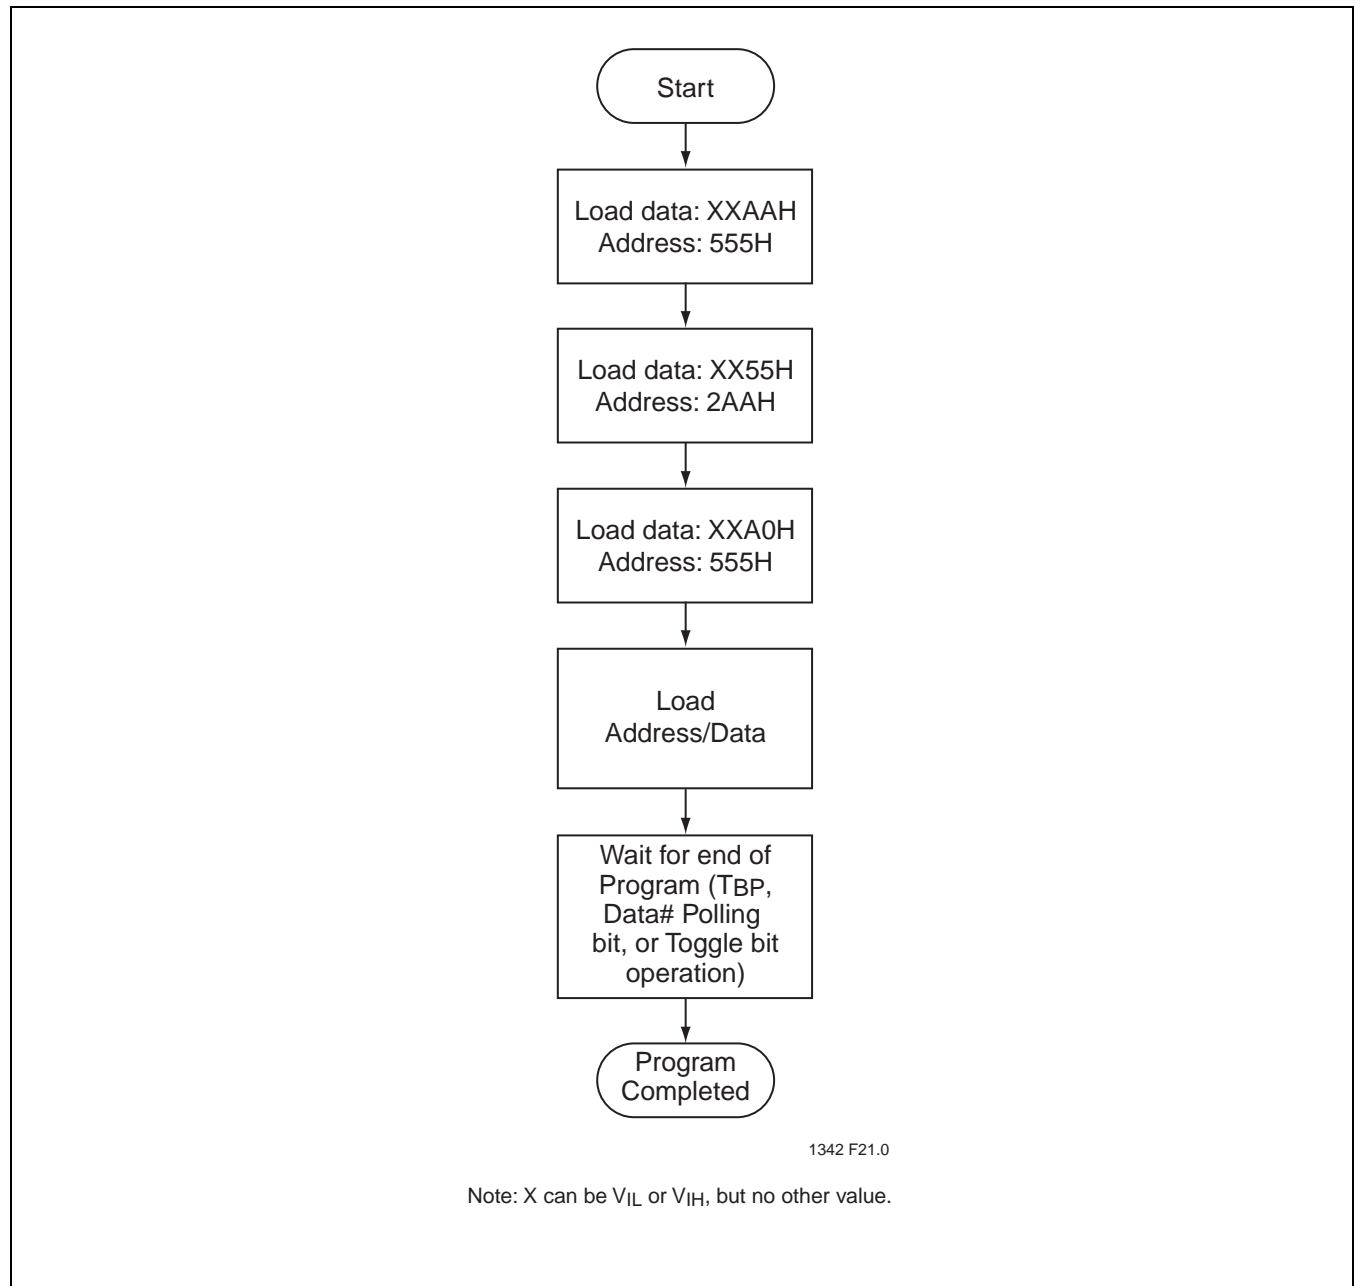 Start
Load data: XXAAH
Address: 555H
Load data: XX55H
Address: 2AAH
Load data: XXA0H
Address: 555H
Load
Address/Data
Wait for end of
Program (TBP,
Data# Polling
bit, or Toggle bit
operation)
Program
Completed
1342 F21.0
Note: X can be VIL or VIH, but no other value.